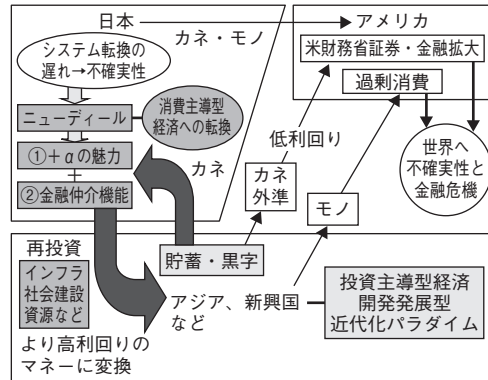 日本
アメリカ
カネ・モノ
システム転換の
遅れ→不確実性
米財務省証券・金融拡大
過剰消費
ニューディール
消費主導型
経済への転換
①＋αの魅力
＋
②金融仲介機能
カネ
低利回り
カネ
外準
モノ
世界へ
不確実性と
金融危機
再投資
インフラ
社会建設
資源など
貯蓄・黒字
アジア、新興国
など
投資主導型経済
開発発展型
近代化パラダイム
より高利回りの
マネーに変換